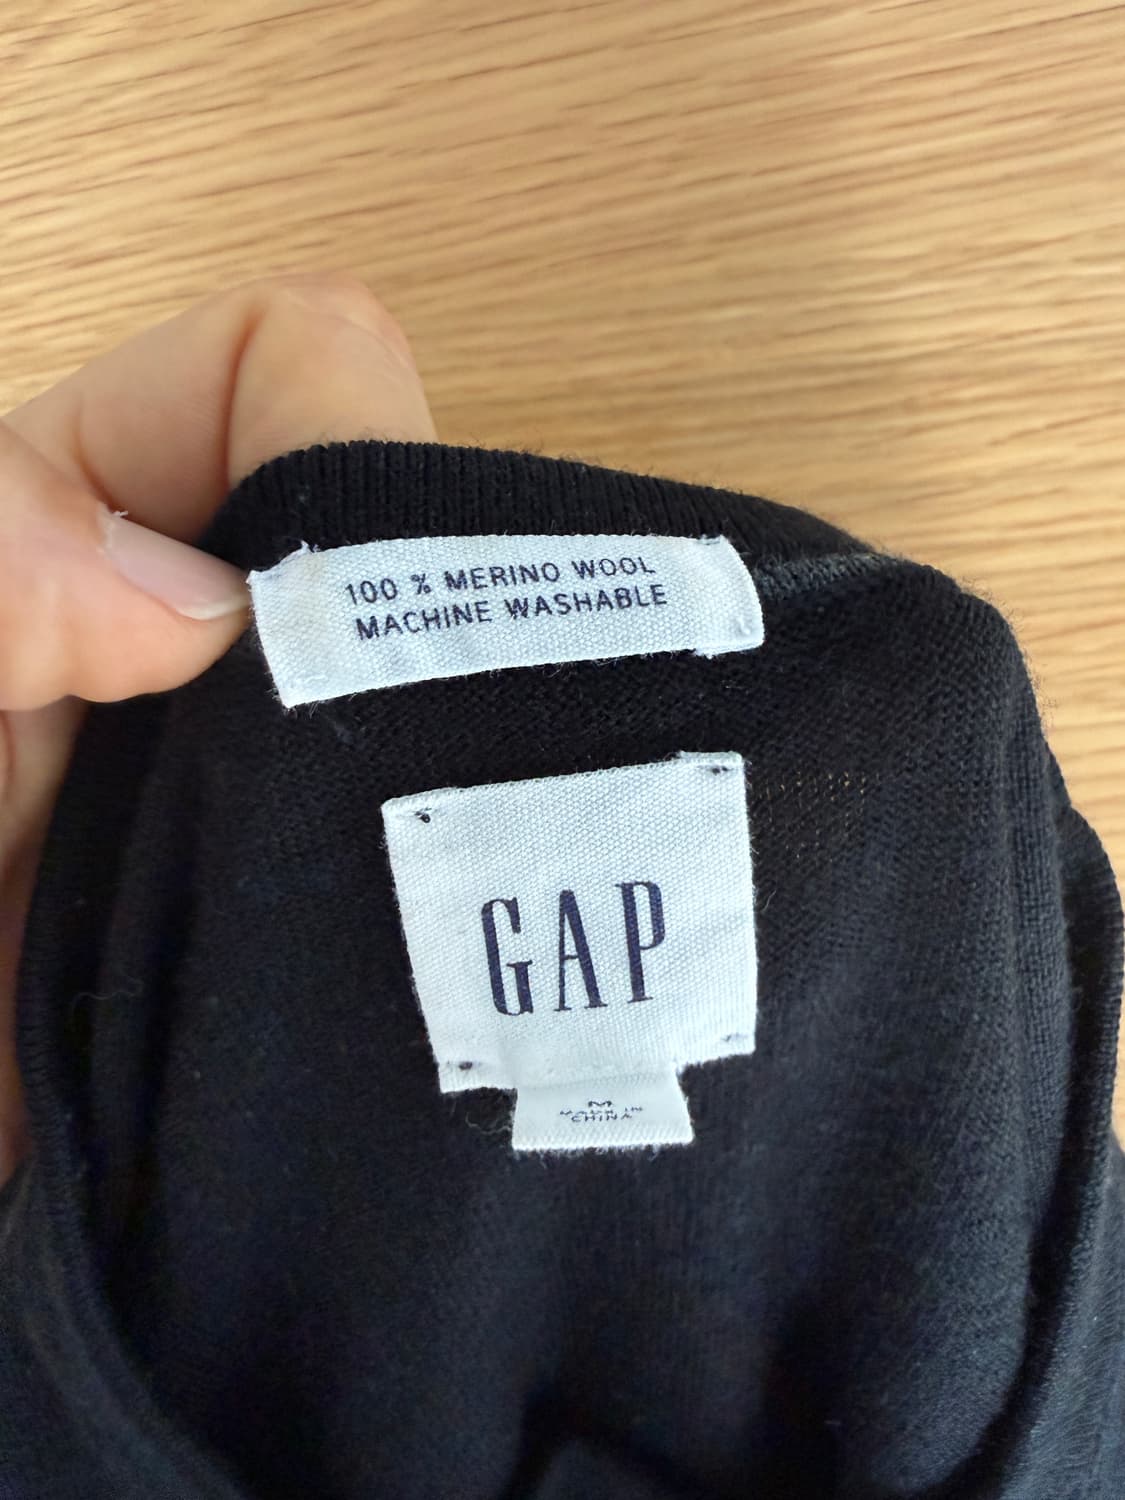 100 % MERINO WOOL
MACHINE WASHABLE
GAP
M
MADE IN
CHINA